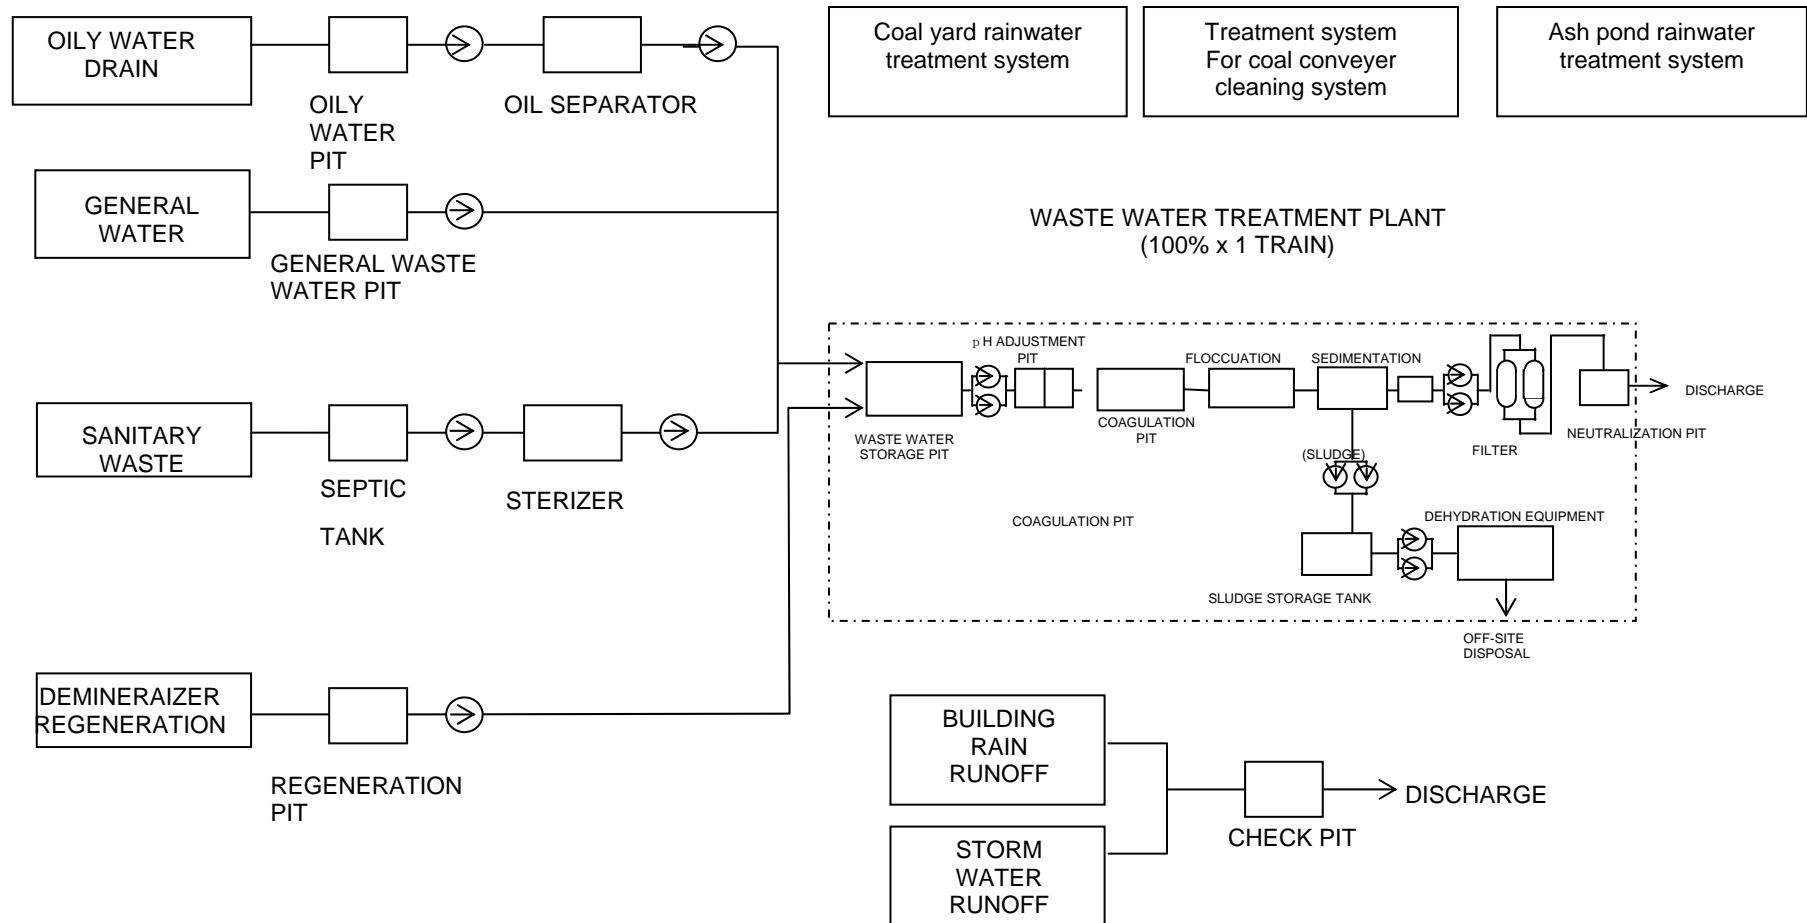 OILY WATER
DRAIN
OILY
WATER
PIT
OIL SEPARATOR
Coal yard rainwater
treatment system
Treatment system
For coal conveyer
cleaning system
Ash pond rainwater
treatment system
GENERAL
WATER
GENERAL WASTE
WATER PIT
WASTE WATER TREATMENT PLANT
(100% x 1 TRAIN)
SANITARY
WASTE
SEPTIC
TANK
STERIZER
WASTE WATER
STORAGE PIT
pH ADJUSTMENT
PIT
COAGULATION
PIT
FLOCCUATION
SEDIMENTATION
FILTER
NEUTRALIZATION PIT
DISCHARGE
(SLUDGE)
COAGULATION PIT
DEHYDRATION EQUIPMENT
SLUDGE STORAGE TANK
OFF-SITE
DISPOSAL
DEMINERAIZER
REGENERATION
REGENERATION
PIT
BUILDING
RAIN
RUNOFF
STORM
WATER
RUNOFF
CHECK PIT
DISCHARGE